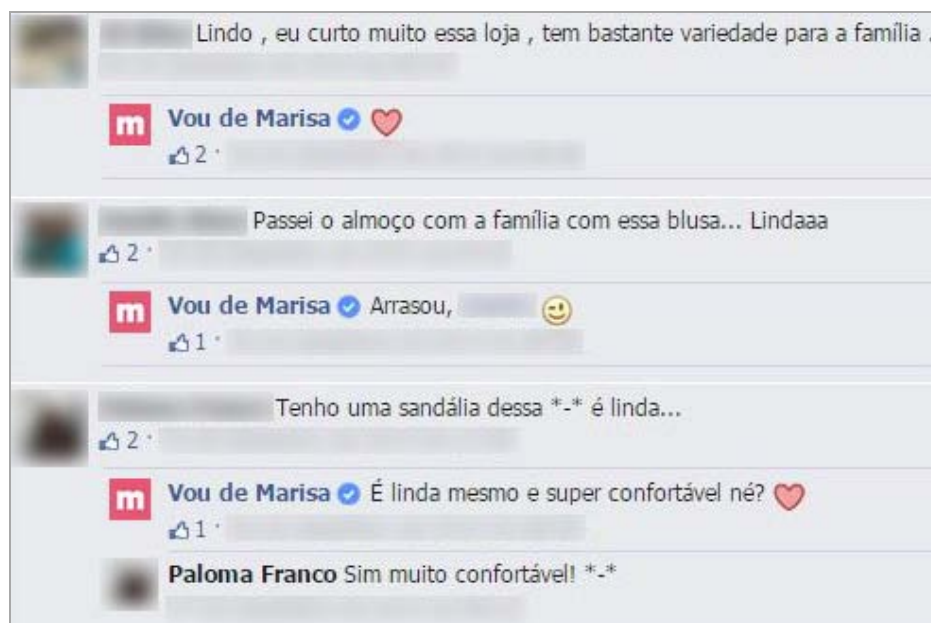 Lindo , eu curto muito essa loja , tem bastante variedade para a família .
m Vou de Marisa ❤
2 ·
Passei o almoço com a família com essa blusa... Lindaaa
2 ·
m Vou de Marisa Arrasou, 😉
1 ·
Tenho uma sandália dessa *-* é linda...
2 ·
m Vou de Marisa É linda mesmo e super confortável né? ❤
1 ·
Paloma Franco Sim muito confortável! *-*